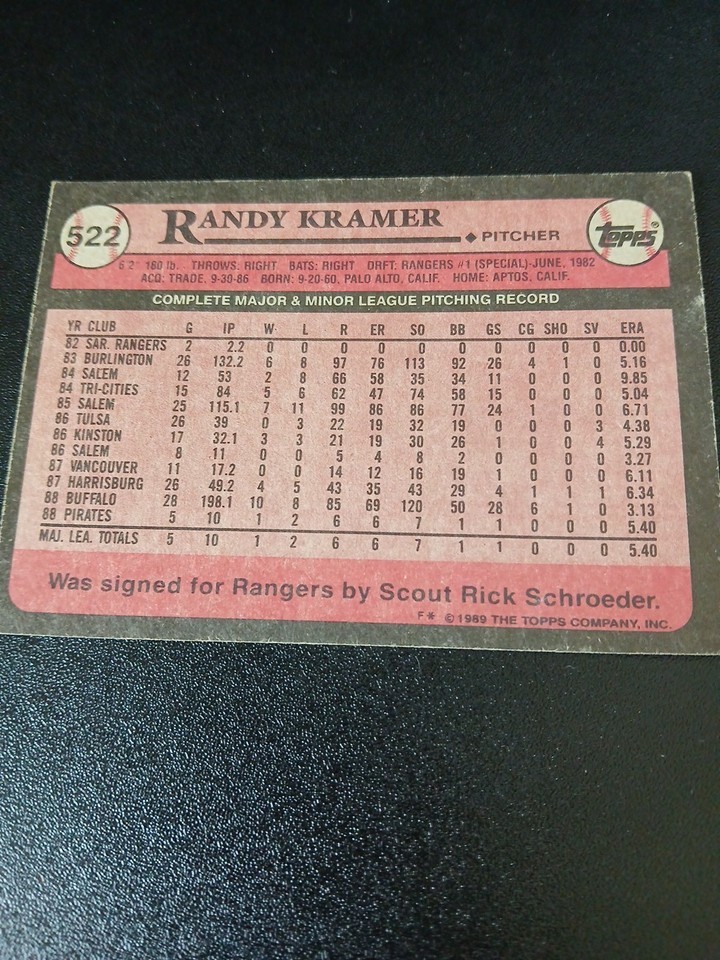 522 RANDY KRAMER ◆ PITCHER Topps®
6'2" 180 lb. THROWS: RIGHT BATS: RIGHT DRFT: RANGERS #1 (SPECIAL)-JUNE, 1982
ACQ: TRADE, 9-30-86 BORN: 9-20-60, PALO ALTO, CALIF. HOME: APTOS, CALIF.
COMPLETE MAJOR & MINOR LEAGUE PITCHING RECORD
YR CLUB G IP W L R ER SO BB GS CG SHO SV ERA
82 SAR. RANGERS 2 2.2 0 0 0 0 0 0 0 0 0 0 0.00
83 BURLINGTON 26 132.2 6 8 97 76 113 92 26 4 1 0 5.16
84 SALEM 12 53 2 8 66 58 35 34 11 0 0 0 9.85
84 TRI-CITIES 15 84 5 6 62 47 74 58 15 0 0 0 5.04
85 SALEM 25 115.1 7 11 99 86 86 77 24 1 0 0 6.71
86 TULSA 26 39 0 3 22 19 32 19 0 0 0 3 4.38
86 KINSTON 17 32.1 3 3 21 19 30 26 1 0 0 4 5.29
86 SALEM 8 11 0 0 5 4 8 2 0 0 0 0 3.27
87 VANCOUVER 11 17.2 0 0 14 12 16 19 1 0 0 0 6.11
87 HARRISBURG 26 49.2 4 5 43 35 43 29 4 1 1 1 6.34
88 BUFFALO 28 198.1 10 8 85 69 120 50 28 6 1 0 3.13
88 PIRATES 5 10 1 2 6 6 7 1 1 0 0 0 5.40
MAJ. LEA. TOTALS 5 10 1 2 6 6 7 1 1 0 0 0 5.40
Was signed for Rangers by Scout Rick Schroeder.
F* © 1989 THE TOPPS COMPANY, INC.